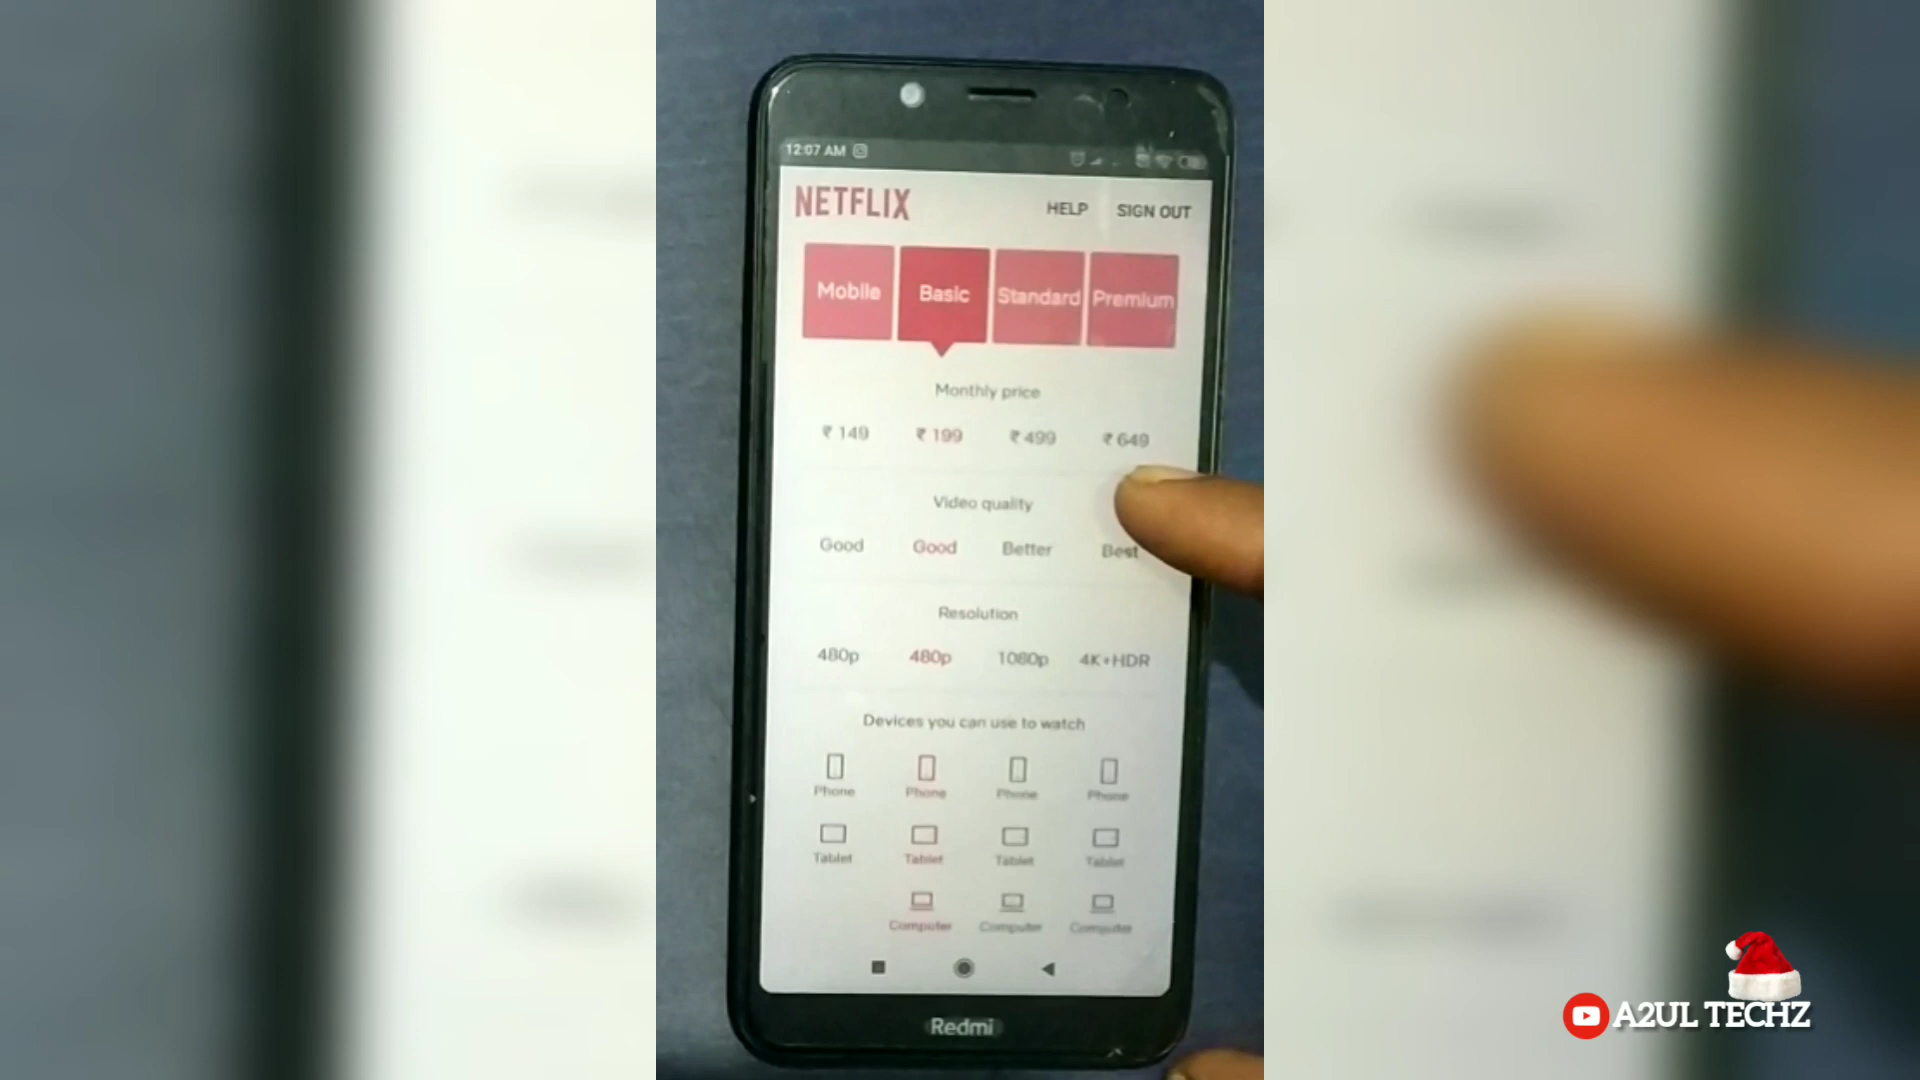 12:07 AM
NETFLIX HELP SIGN OUT
Mobile Basic Standard Premium
Monthly price
₹ 149 ₹ 199 ₹ 499 ₹ 649
Video quality
Good Good Better Best
Resolution
480p 480p 1080p 4K+HDR
Devices you can use to watch
Phone Phone Phone Phone
Tablet Tablet Tablet Tablet
Computer Computer Computer
Redmi
A2UL TECHZ